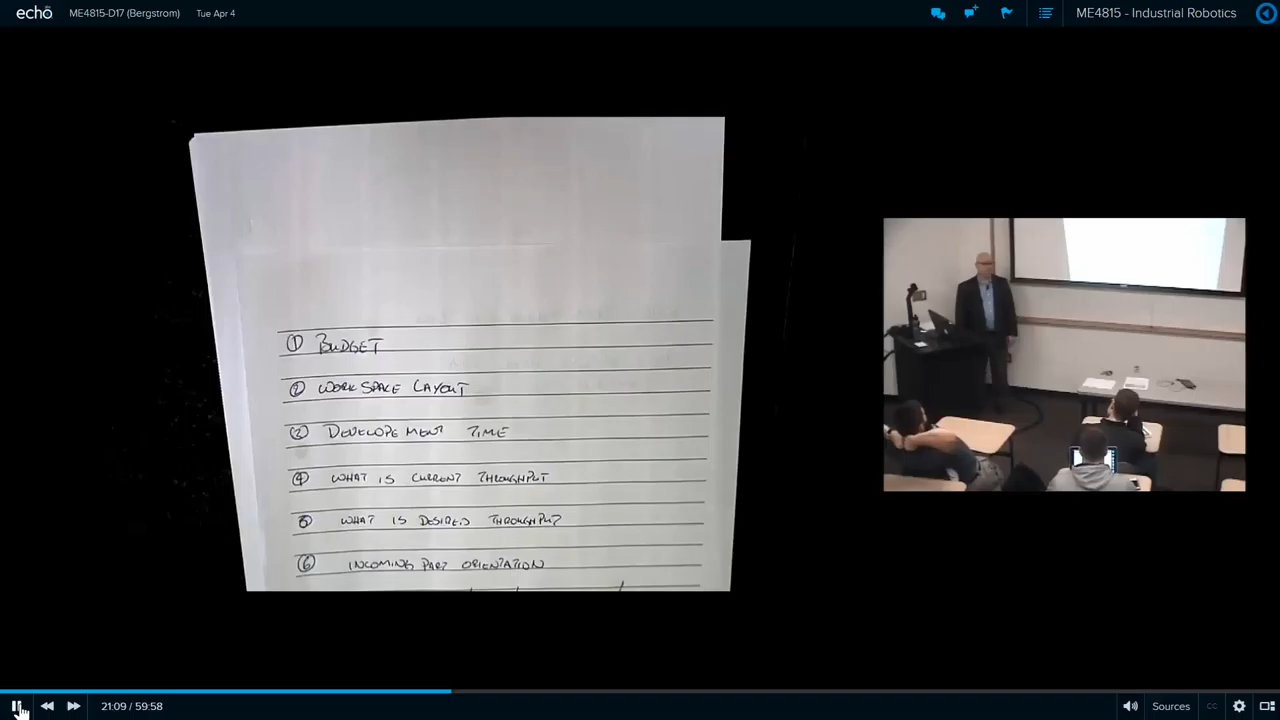 echo ME4815-D17 (Bergstrom) Tue Apr 4 ME4815 - Industrial Robotics
① BUDGET
② WORK SPACE LAYOUT
③ DEVELOPEMENT TIME
④ WHAT IS CURRENT THROUGHPUT
⑤ WHAT IS DESIRED THROUGHPUT
⑥ INCOMING PART ORIENTATION
21:09 / 59:58 Sources CC